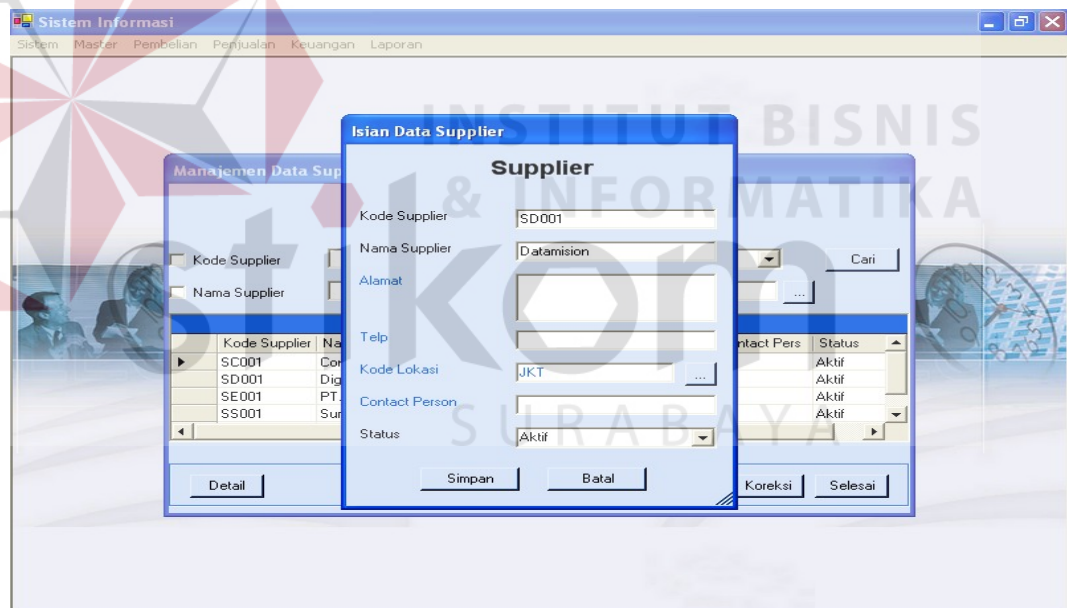 Sistem Informasi
Sistem Master Pembelian Penjualan Keuangan Laporan
INSTITUT BISNIS
& INFORMATIKA
stikom
SURABAYA
Manajemen Data Sup
Kode Supplier
Cari
Nama Supplier
...
Kode Supplier Na ntact Pers Status
SC001 Cor Aktif
SD001 Dig Aktif
SE001 PT. Aktif
SS001 Sur Aktif
Detail Koreksi Selesai
Isian Data Supplier
Supplier
Kode Supplier SD001
Nama Supplier Datamision
Alamat
Telp
Kode Lokasi JKT ...
Contact Person
Status Aktif
Simpan Batal